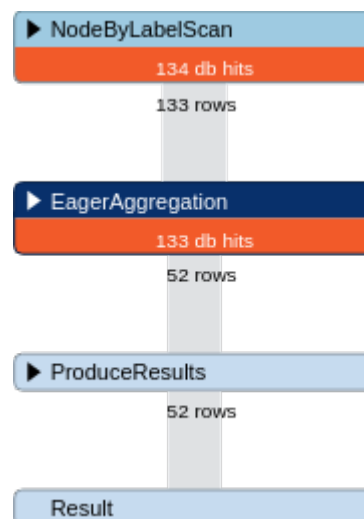 NodeByLabelScan
134 db hits
133 rows
EagerAggregation
133 db hits
52 rows
ProduceResults
52 rows
Result